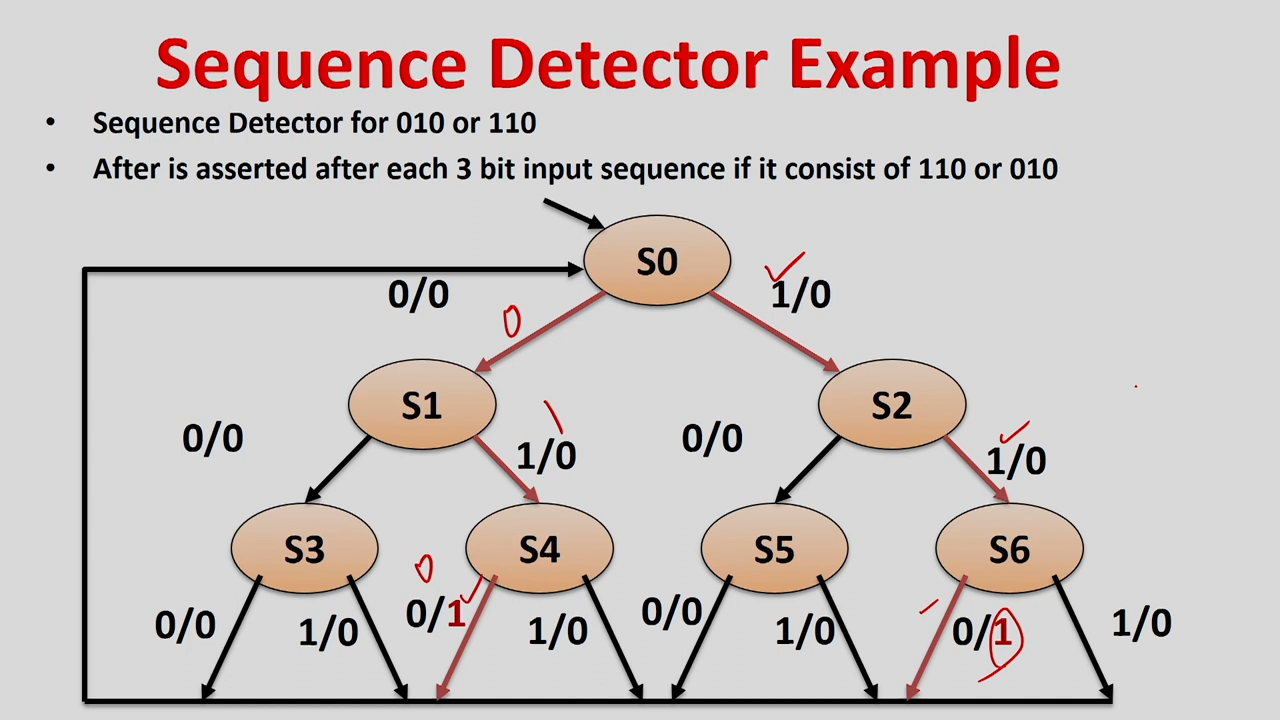 Sequence Detector Example
• Sequence Detector for 010 or 110
• After is asserted after each 3 bit input sequence if it consist of 110 or 010
S0
0/0
1/0
0
S1
S2
0/0
1/0
0/0
1/0
S3
S4
S5
S6
0
0/0
1/0
0/1
1/0
0/0
1/0
0/1
1/0